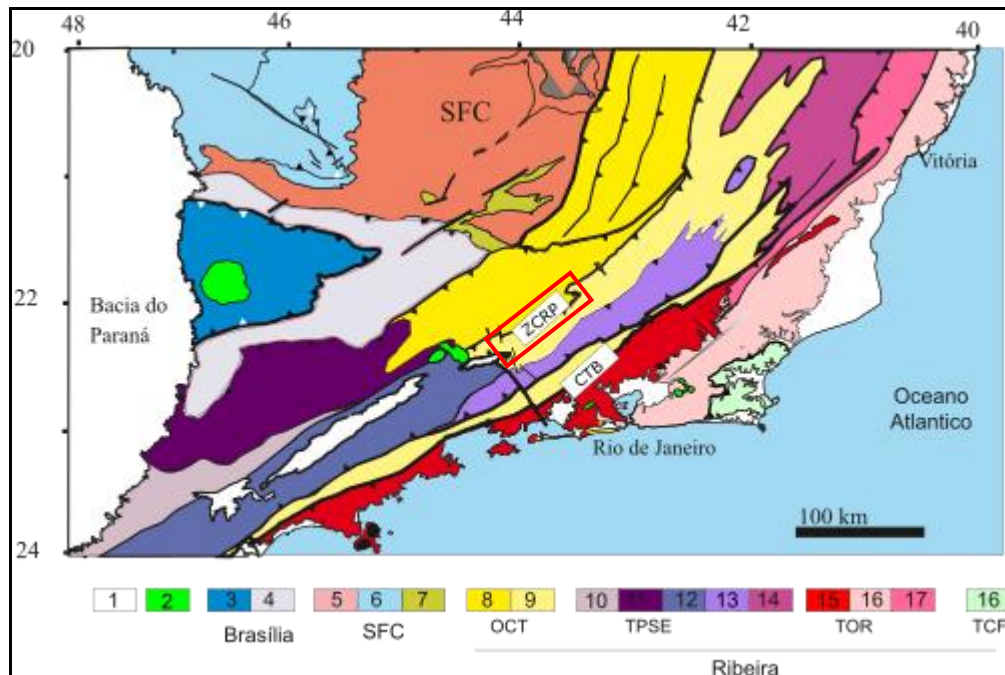 48
46
44
42
40
20
SFC
Vitória
22
Bacia do
Paraná
ZCRP
CTB
Oceano
Atlantico
Rio de Janeiro
100 km
24
1 2 3 4 5 6 7 8 9 10 11 12 13 14 15 16 17 16
Brasília SFC OCT TPSE TOR TCF
Ribeira